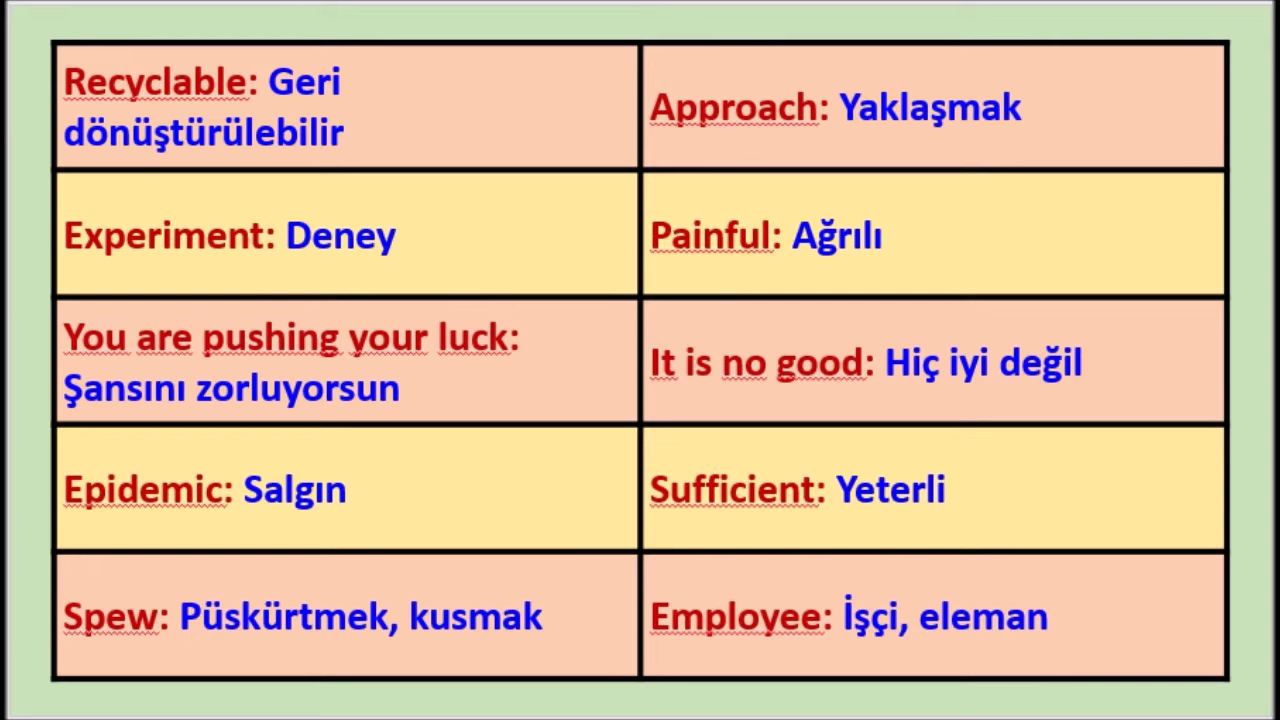 Recyclable: Geri
dönüştürülebilir
Approach: Yaklaşmak
Experiment: Deney
Painful: Ağrılı
You are pushing your luck:
Şansını zorluyorsun
It is no good: Hiç iyi değil
Epidemic: Salgın
Sufficient: Yeterli
Spew: Püskürtmek, kusmak
Employee: İşçi, eleman